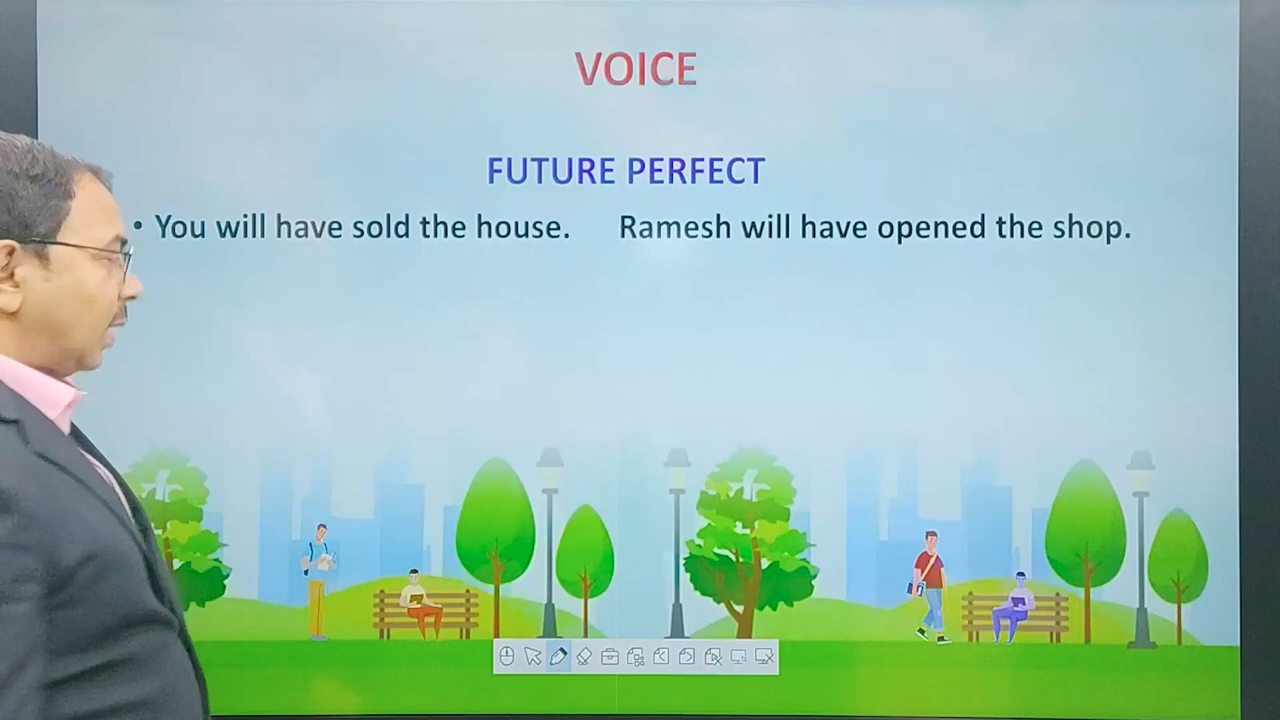 VOICE
FUTURE PERFECT
• You will have sold the house. Ramesh will have opened the shop.